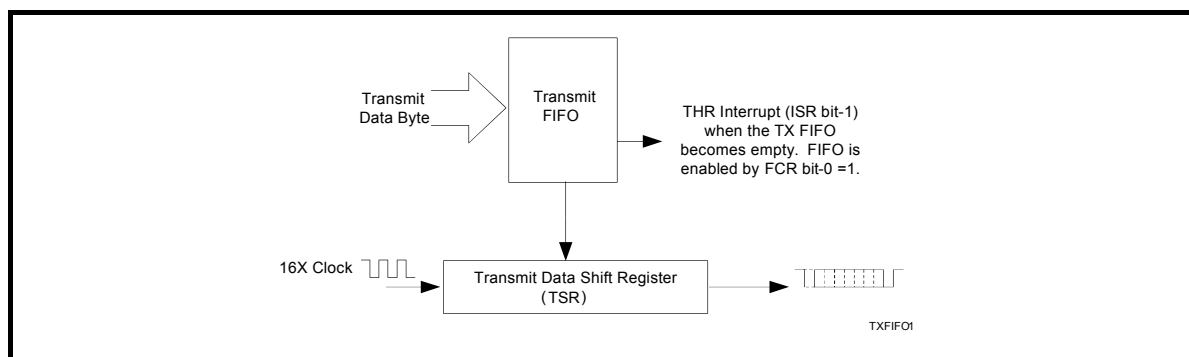 Transmit
Data Byte
Transmit
FIFO
THR Interrupt (ISR bit-1)
when the TX FIFO
becomes empty. FIFO is
enabled by FCR bit-0 =1.
16X Clock
Transmit Data Shift Register
(TSR)
TXFIFO1